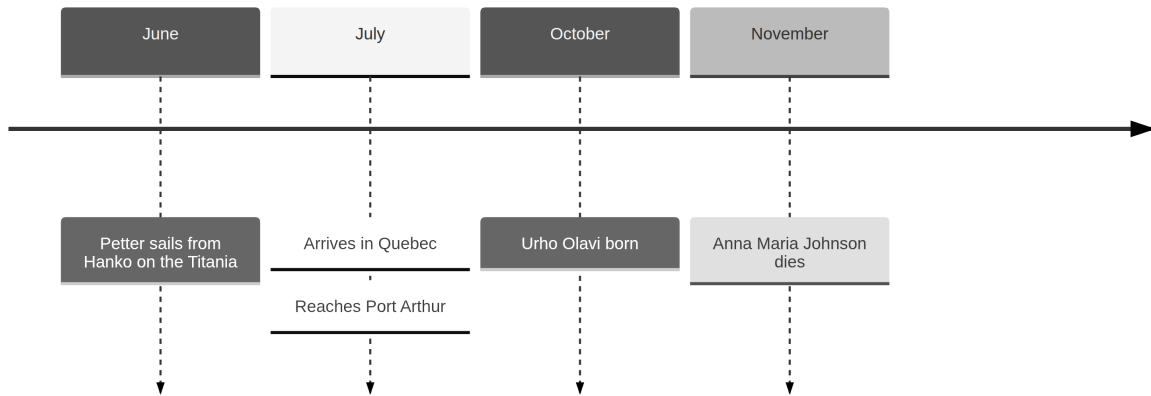 June
July
October
November
Petter sails from
Hanko on the Titania
Arrives in Quebec
Reaches Port Arthur
Urho Olavi born
Anna Maria Johnson
dies